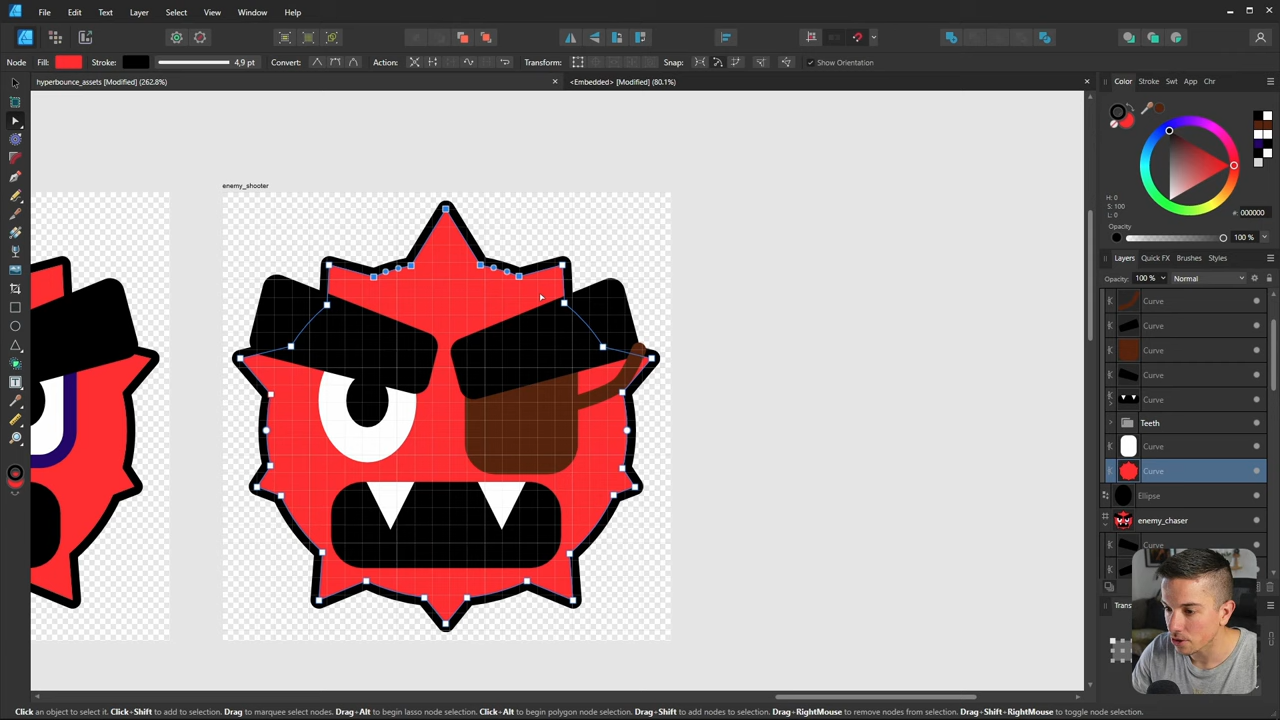 File Edit Text Layer Select View Window Help
Node Fill: Stroke: 4,9 pt Convert: Action: Transform: Snap: Show Orientation
hyperbounce_assets [Modified] (262.8%) <Embedded> [Modified] (80.1%)
Color Stroke Swt App Chr
H: 0
S: 100
L: 0
#: 000000
Opacity
100 %
Layers Quick FX Brushes Styles
Opacity: 100 % Normal
Curve
Curve
Curve
Curve
Curve
Teeth
Curve
Curve
Ellipse
enemy_chaser
Curve
enemy_shooter
Click an object to select it. Click+Shift to add to selection. Drag to marquee select nodes. Drag+Alt to begin lasso node selection. Click+Alt to begin polygon node selection. Drag+Shift to add nodes to selection. Drag+RightMouse to remove nodes from selection. Drag+Shift+RightMouse to toggle node selection.